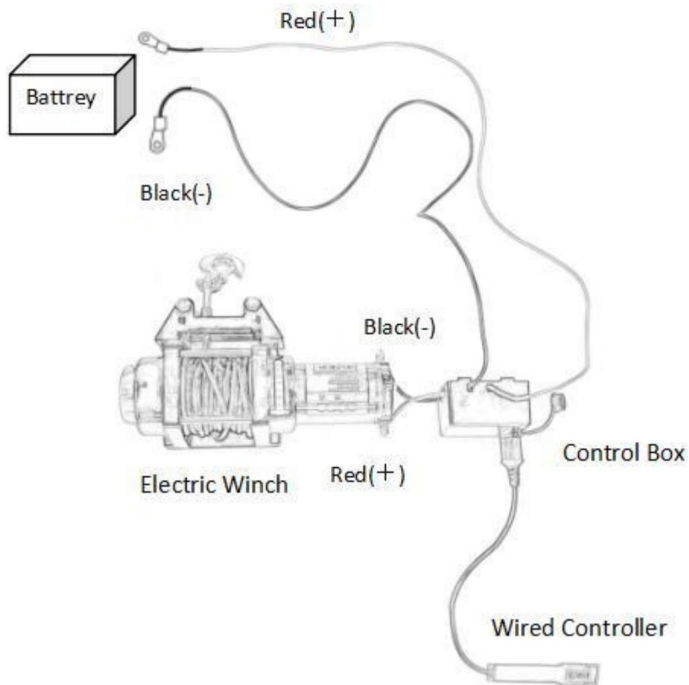 Red(+)
Battrey
Black(-)
Black(-)
Electric Winch
Red(+)
Control Box
Wired Controller